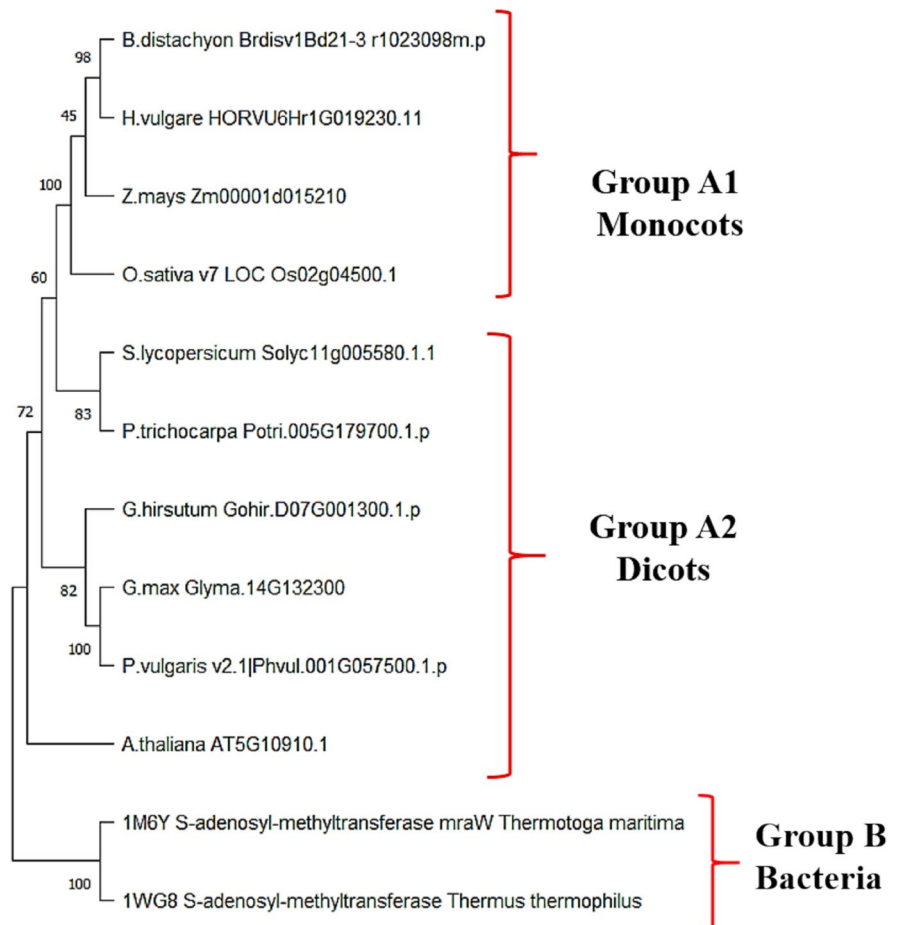 98
B.distachyon Brdisv1Bd21-3 r1023098m.p
45
H.vulgare HORVU6Hr1G019230.11
100
Z.mays Zm00001d015210
Group A1
Monocots
60
O.sativa v7 LOC Os02g04500.1
S.lycopersicum Solyc11g005580.1.1
72
83
P.trichocarpa Potri.005G179700.1.p
G.hirsutum Gohir.D07G001300.1.p
Group A2
Dicots
82
G.max Glyma.14G132300
100
P.vulgaris v2.1|Phvul.001G057500.1.p
A.thaliana AT5G10910.1
1M6Y S-adenosyl-methyltransferase mraW Thermotoga maritima
Group B
Bacteria
100
1WG8 S-adenosyl-methyltransferase Thermus thermophilus